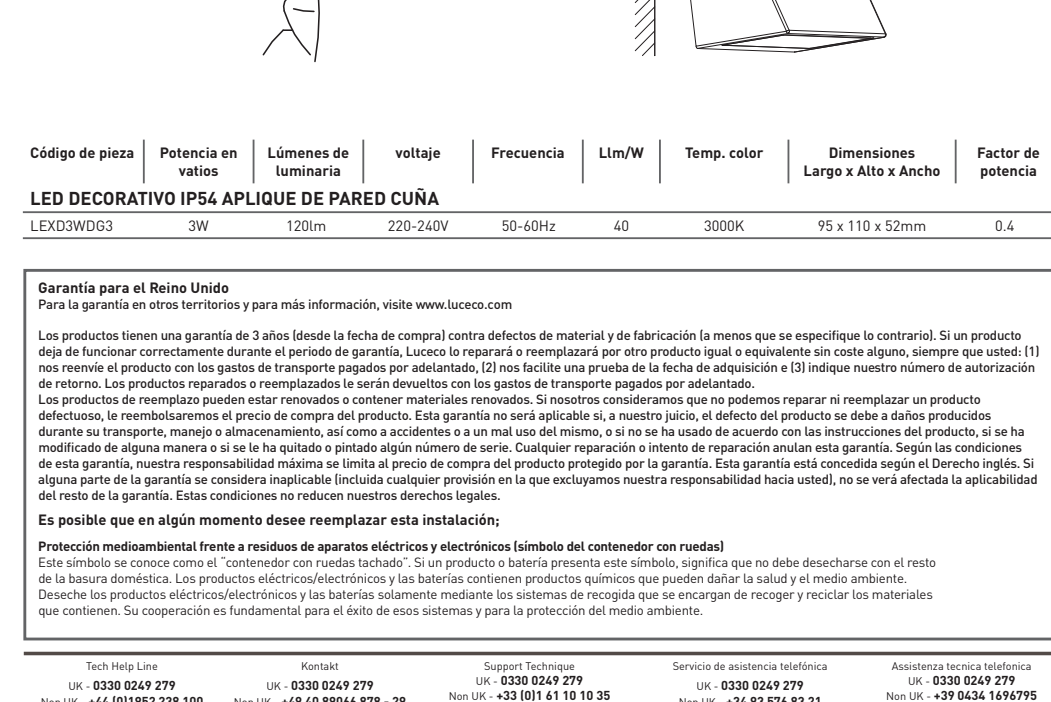 Código de pieza Potencia en vatios Lúmenes de luminaria voltaje Frecuencia Llm/W Temp. color Dimensiones Largo x Alto x Ancho Factor de potencia
LED DECORATIVO IP54 APLIQUE DE PARED CUÑA
LEXD3WDG3 3W 120lm 220-240V 50-60Hz 40 3000K 95 x 110 x 52mm 0.4
Garantía para el Reino Unido
Para la garantía en otros territorios y para más información, visite www.luceco.com
Los productos tienen una garantía de 3 años (desde la fecha de compra) contra defectos de material y de fabricación (a menos que se especifique lo contrario). Si un producto
deja de funcionar correctamente durante el periodo de garantía, Luceco lo reparará o reemplazará por otro producto igual o equivalente sin coste alguno, siempre que usted: (1)
nos reenvíe el producto con los gastos de transporte pagados por adelantado, (2) nos facilite una prueba de la fecha de adquisición e (3) indique nuestro número de autorización
de retorno. Los productos reparados o reemplazados le serán devueltos con los gastos de transporte pagados por adelantado.
Los productos de reemplazo pueden estar renovados o contener materiales renovados. Si nosotros consideramos que no podemos reparar ni reemplazar un producto
defectuoso, le reembolsaremos el precio de compra del producto. Esta garantía no será aplicable si, a nuestro juicio, el defecto del producto se debe a daños producidos
durante su transporte, manejo o almacenamiento, así como a accidentes o a un mal uso del mismo, o si no se ha usado de acuerdo con las instrucciones del producto, si se ha
modificado de alguna manera o si se le ha quitado o pintado algún número de serie. Cualquier reparación o intento de reparación anulan esta garantía. Según las condiciones
de esta garantía, nuestra responsabilidad máxima se limita al precio de compra del producto protegido por la garantía. Esta garantía está concedida según el Derecho inglés. Si
alguna parte de la garantía se considera inaplicable (incluida cualquier provisión en la que excluyamos nuestra responsabilidad hacia usted), no se verá afectada la aplicabilidad
del resto de la garantía. Estas condiciones no reducen nuestros derechos legales.
Es posible que en algún momento desee reemplazar esta instalación;
Protección medioambiental frente a residuos de aparatos eléctricos y electrónicos (símbolo del contenedor con ruedas)
Este símbolo se conoce como el "contenedor con ruedas tachado". Si un producto o batería presenta este símbolo, significa que no debe desecharse con el resto
de la basura doméstica. Los productos eléctricos/electrónicos y las baterías contienen productos químicos que pueden dañar la salud y el medio ambiente.
Deseche los productos eléctricos/electrónicos y las baterías solamente mediante los sistemas de recogida que se encargan de recoger y reciclar los materiales
que contienen. Su cooperación es fundamental para el éxito de esos sistemas y para la protección del medio ambiente.
Tech Help Line Kontakt Support Technique Servicio de asistencia telefónica Assistenza tecnica telefonica
UK - 0330 0249 279 UK - 0330 0249 279 UK - 0330 0249 279 UK - 0330 0249 279 UK - 0330 0249 279
Non UK - +44 (0)1952 238 100 Non UK - +49 40 89066 878 - 29 Non UK - +33 (0)1 61 10 10 35 Non UK - +34 93 576 83 21 Non UK - +39 0434 1696795